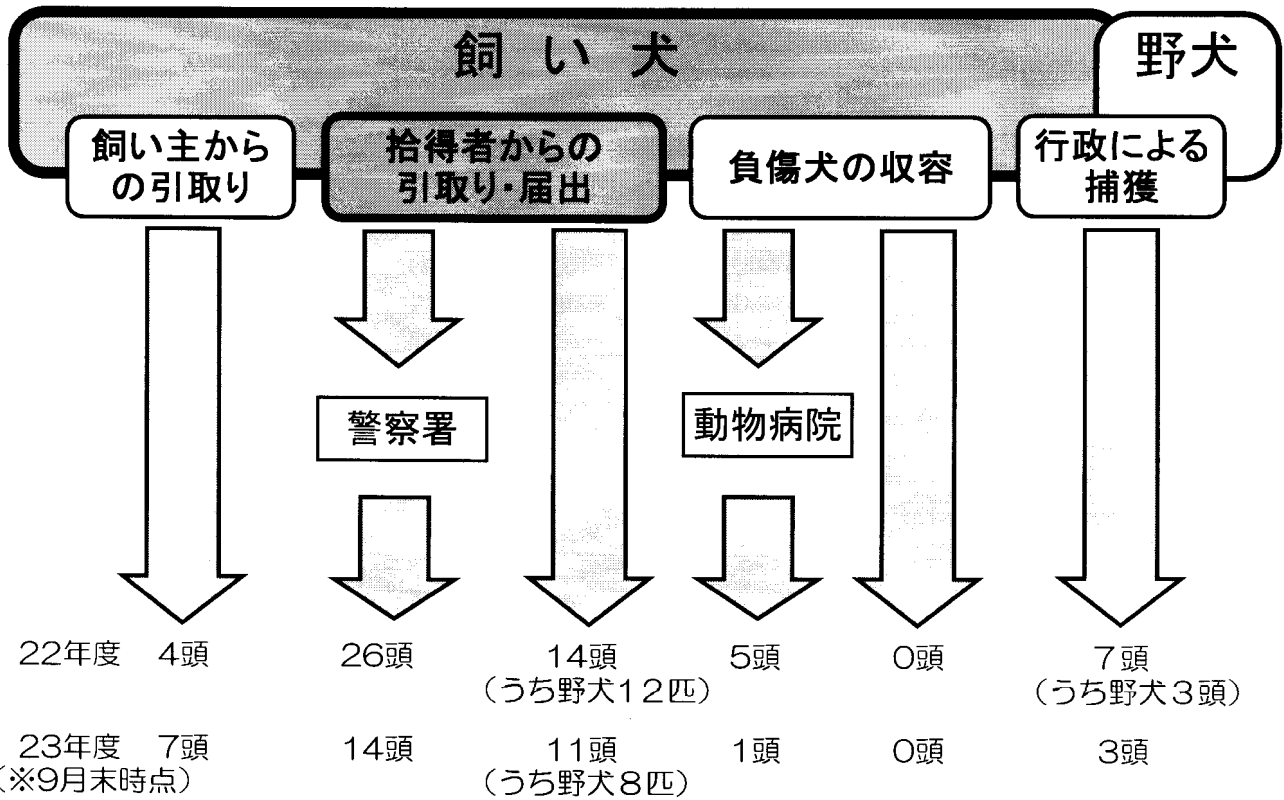 飼い犬
野犬
飼い主から
の引取り
拾得者からの
引取り・届出
負傷犬の収容
行政による
捕獲
警察署
動物病院
22年度 4頭 26頭 14頭 5頭 0頭 7頭
(うち野犬12匹) (うち野犬3頭)
23年度 7頭 14頭 11頭 1頭 0頭 3頭
(※9月末時点) (うち野犬8匹)